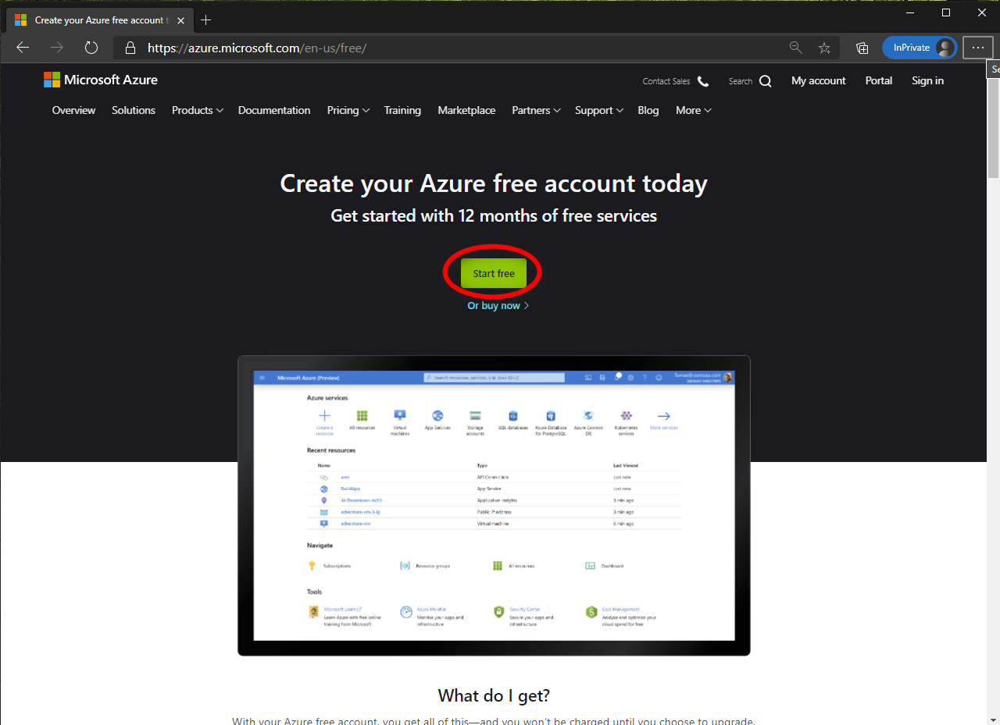 Create your Azure free account t
https://azure.microsoft.com/en-us/free/
InPrivate
Se
Microsoft Azure
Contact Sales
Search
My account
Portal
Sign in
Overview
Solutions
Products
Documentation
Pricing
Training
Marketplace
Partners
Support
Blog
More
Create your Azure free account today
Get started with 12 months of free services
Start free
Or buy now
Microsoft Azure (Preview)
Search resources, services, and docs (G+/)
Tomas@contoso.com
DEFAULT DIRECTORY
Azure services
Create a resource
All resources
Virtual machines
App Services
Storage accounts
SQL databases
Azure Database for PostgreSQL
Azure Cosmos DB
Kubernetes services
More services
Recent resources
Name Type Last Viewed
arm API Connection Just now
BuildApp App Service Just now
AI-Downtown-bc53 Application Insights 3 min ago
adventure-vm-3-ip Public IP address 3 min ago
adventure-vm Virtual machine 6 min ago
Navigate
Subscriptions
Resource groups
All resources
Dashboard
Tools
Microsoft Learn
Learn Azure with free online
training from Microsoft
Azure Monitor
Monitor your apps and
infrastructure
Security Center
Secure your apps and
infrastructure
Cost Management
Analyze and optimize your
cloud spend for free
What do I get?
With your Azure free account, you get all of this—and you won't be charged until you choose to upgrade.